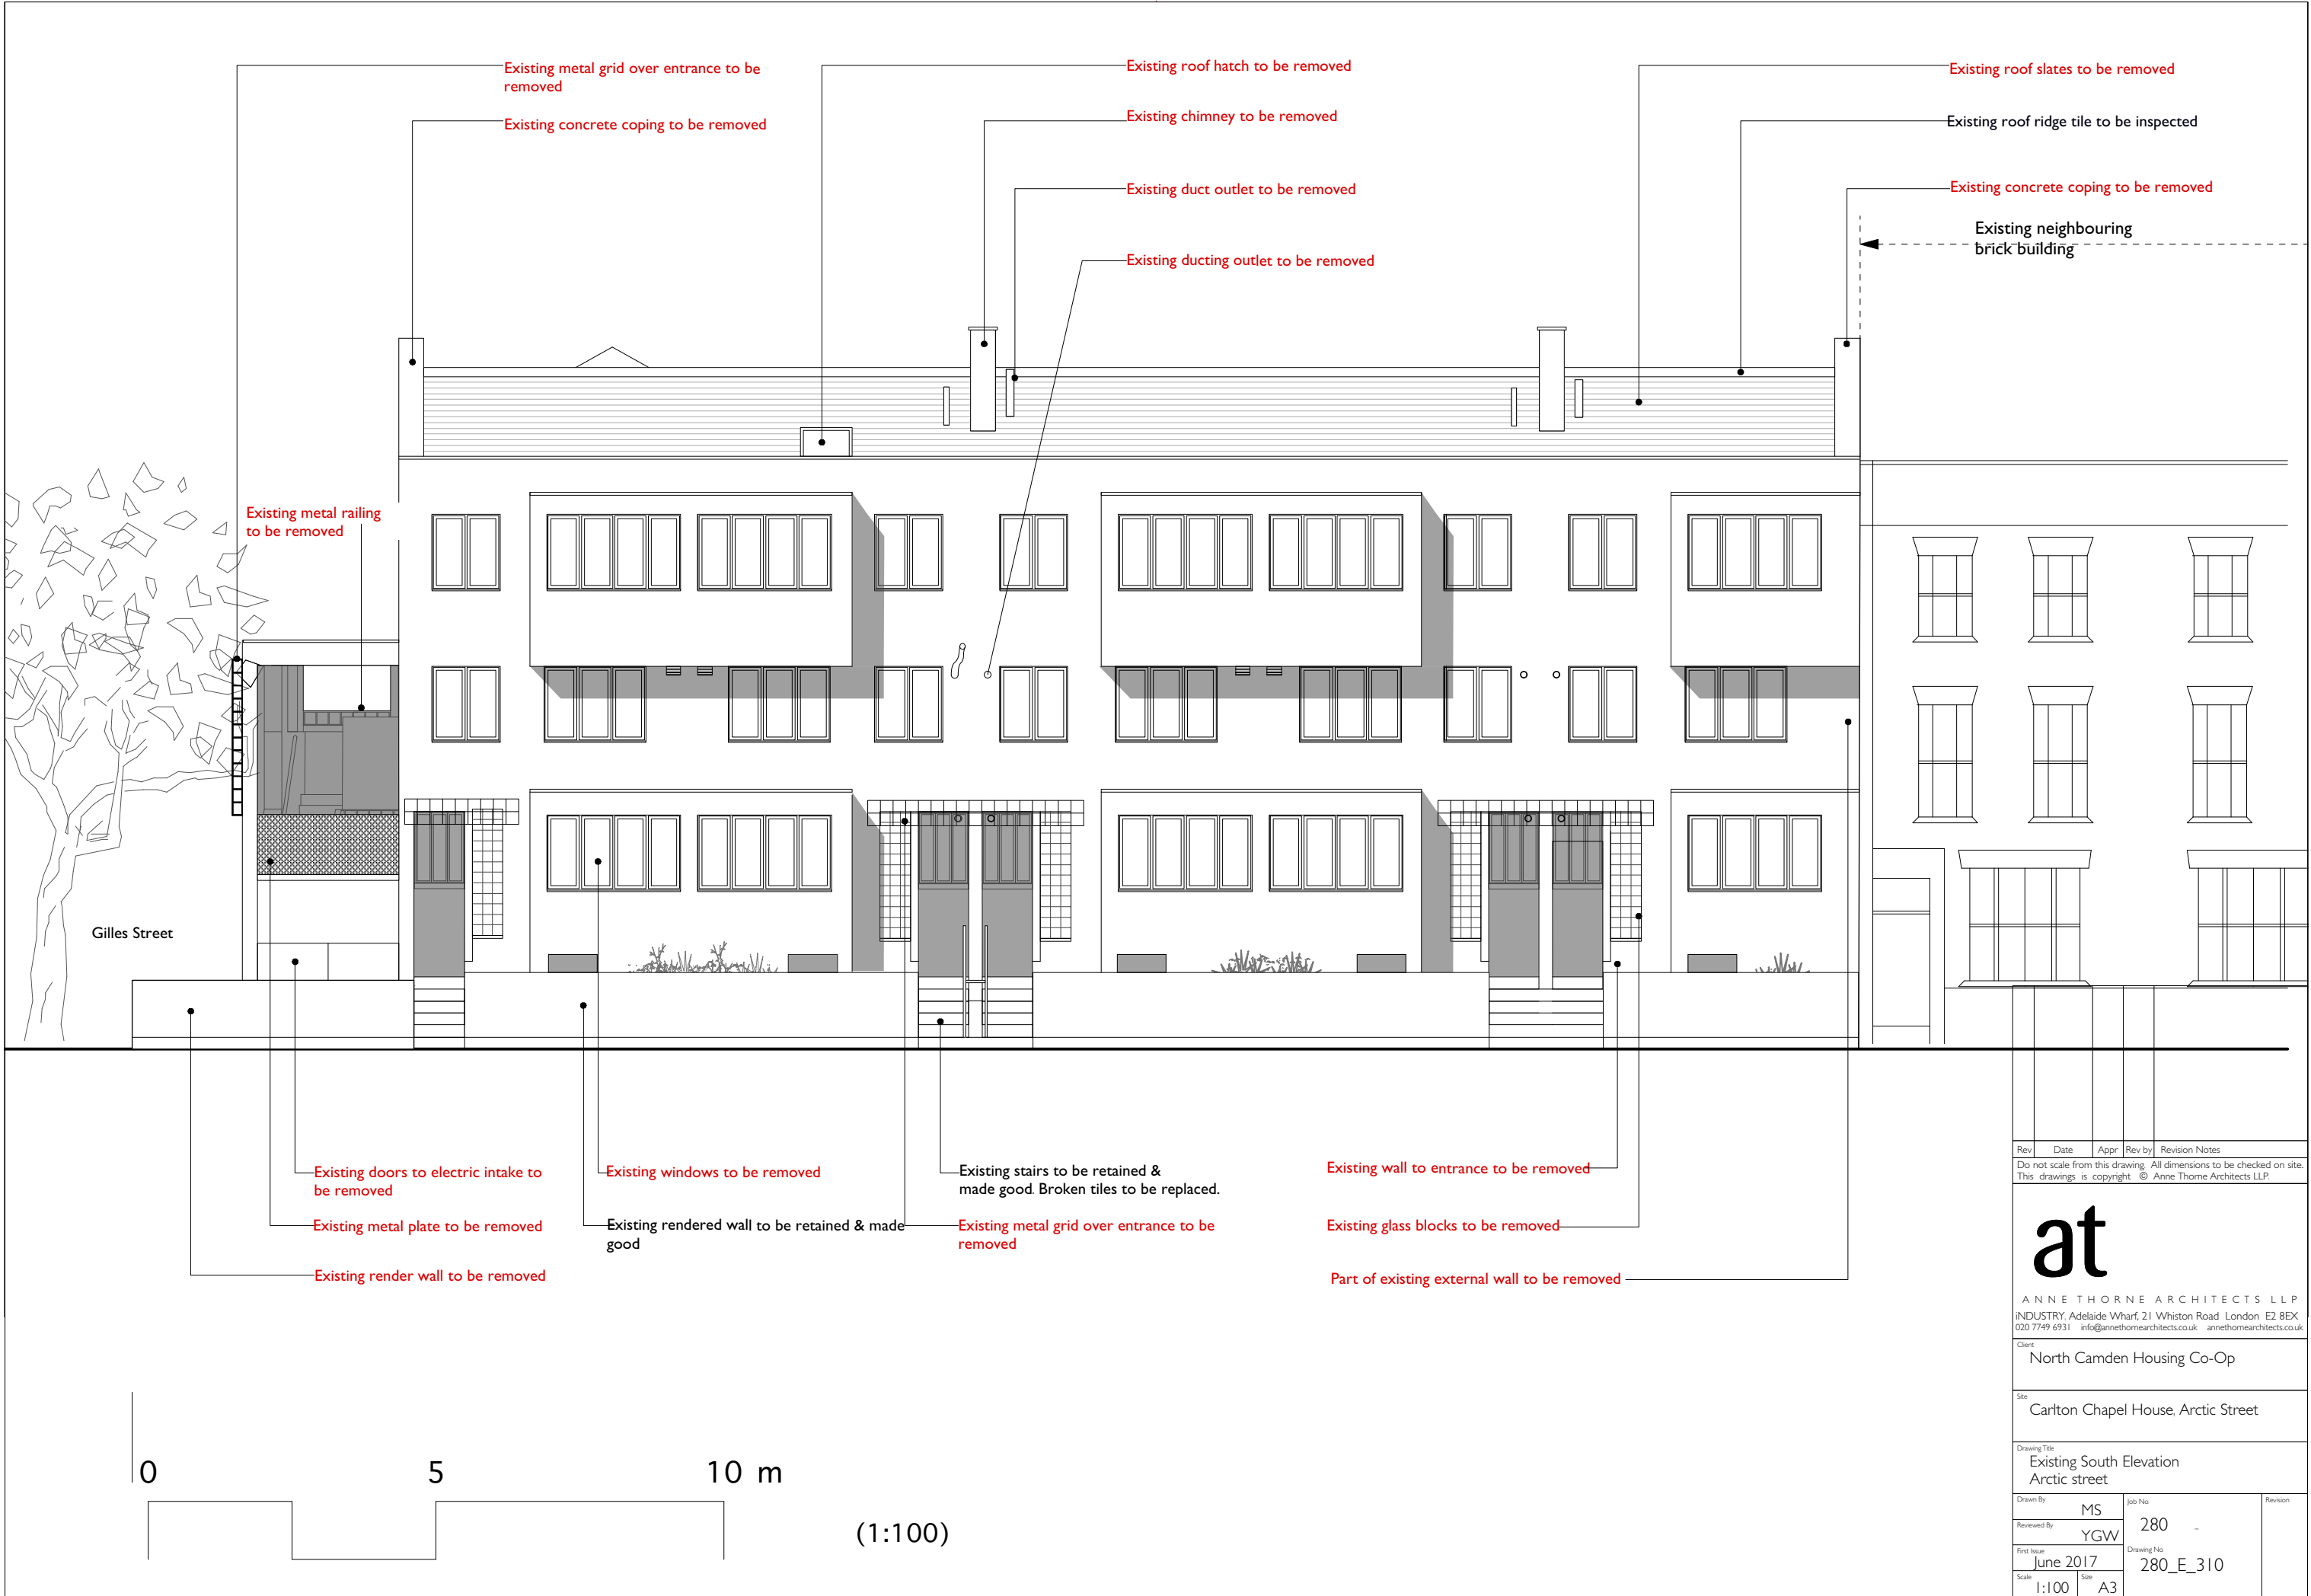 Existing metal grid over entrance to be
removed
Existing concrete coping to be removed
Existing roof hatch to be removed
Existing chimney to be removed
Existing duct outlet to be removed
Existing ducting outlet to be removed
Existing roof slates to be removed
Existing roof ridge tile to be inspected
Existing concrete coping to be removed
Existing neighbouring
brick building
Existing metal railing
to be removed
Gilles Street
Existing doors to electric intake to
be removed
Existing metal plate to be removed
Existing render wall to be removed
Existing windows to be removed
Existing rendered wall to be retained & made
good
Existing stairs to be retained &
made good. Broken tiles to be replaced.
Existing metal grid over entrance to be
removed
Existing wall to entrance to be removed
Existing glass blocks to be removed
Part of existing external wall to be removed
0 5 10 m
(1:100)
Rev Date Appr Rev by Revision Notes
Do not scale from this drawing. All dimensions to be checked on site.
This drawings is copyright © Anne Thorne Architects LLP.
at
ANNE THORNE ARCHITECTS LLP
iNDUSTRY, Adelaide Wharf, 21 Whiston Road London E2 8EX
020 7749 6931 info@annethornearchitects.co.uk annethornearchitects.co.uk
Client
North Camden Housing Co-Op
Site
Carlton Chapel House, Arctic Street
Drawing Title
Existing South Elevation
Arctic street
Drawn By MS
Reviewed By YGW
First Issue
June 2017
Scale 1:100 Size A3
Job No.
280 -
Drawing No.
280_E_310
Revision